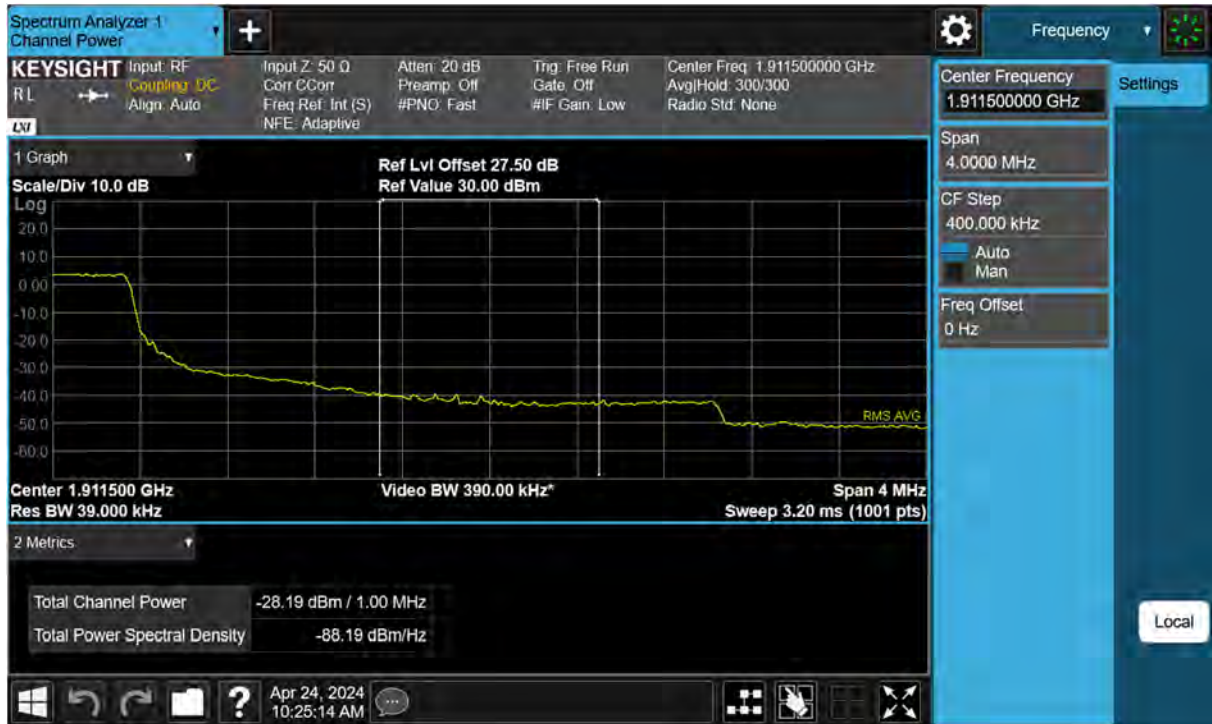 Spectrum Analyzer 1
Channel Power
Frequency
KEYSIGHT
RL
LXI
Input: RF
Coupling: DC
Align: Auto
Input Z: 50 Ω
Corr CCorr
Freq Ref: Int (S)
NFE: Adaptive
Atten: 20 dB
Preamp: Off
#PNO: Fast
Trig: Free Run
Gate: Off
#IF Gain: Low
Center Freq: 1.911500000 GHz
Avg|Hold: 300/300
Radio Std: None
Center Frequency
1.911500000 GHz
Settings
Span
4.0000 MHz
CF Step
400.000 kHz
Auto
Man
Freq Offset
0 Hz
1 Graph
Scale/Div 10.0 dB
Ref Lvl Offset 27.50 dB
Ref Value 30.00 dBm
Log
20.0
10.0
0.00
-10.0
-20.0
-30.0
-40.0
-50.0
-60.0
RMS AVG
Center 1.911500 GHz
Video BW 390.00 kHz*
Span 4 MHz
Res BW 39.000 kHz
Sweep 3.20 ms (1001 pts)
2 Metrics
Total Channel Power -28.19 dBm / 1.00 MHz
Total Power Spectral Density -88.19 dBm/Hz
Local
?
Apr 24, 2024
10:25:14 AM